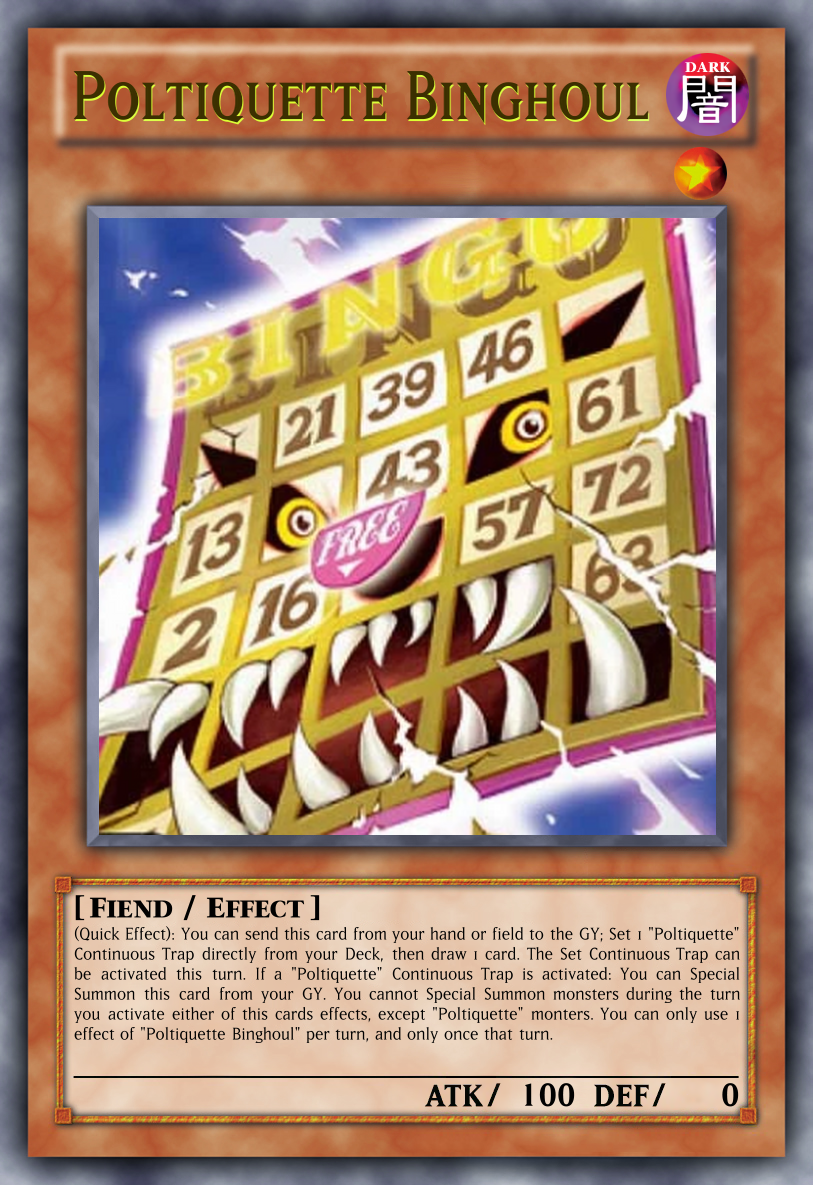 Poltiquette Binghoul
DARK
闇
BINGO
46
39
21
61
43
13
72
57
FREE
63
16
2
[ Fiend / Effect ]
(Quick Effect): You can send this card from your hand or field to the GY; Set 1 "Poltiquette"
Continuous Trap directly from your Deck, then draw 1 card. The Set Continuous Trap can
be activated this turn. If a "Poltiquette" Continuous Trap is activated: You can Special
Summon this card from your GY. You cannot Special Summon monsters during the turn
you activate either of this cards effects, except "Poltiquette" monters. You can only use 1
effect of "Poltiquette Binghoul" per turn, and only once that turn.
ATK/ 100 DEF/ 0